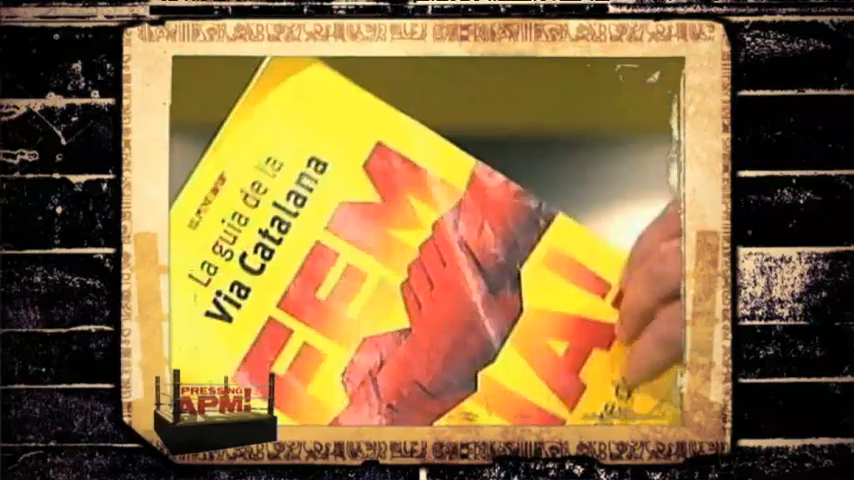 La guia de la
Via Catalana
FEM
VIA!
PRESSING
APM!